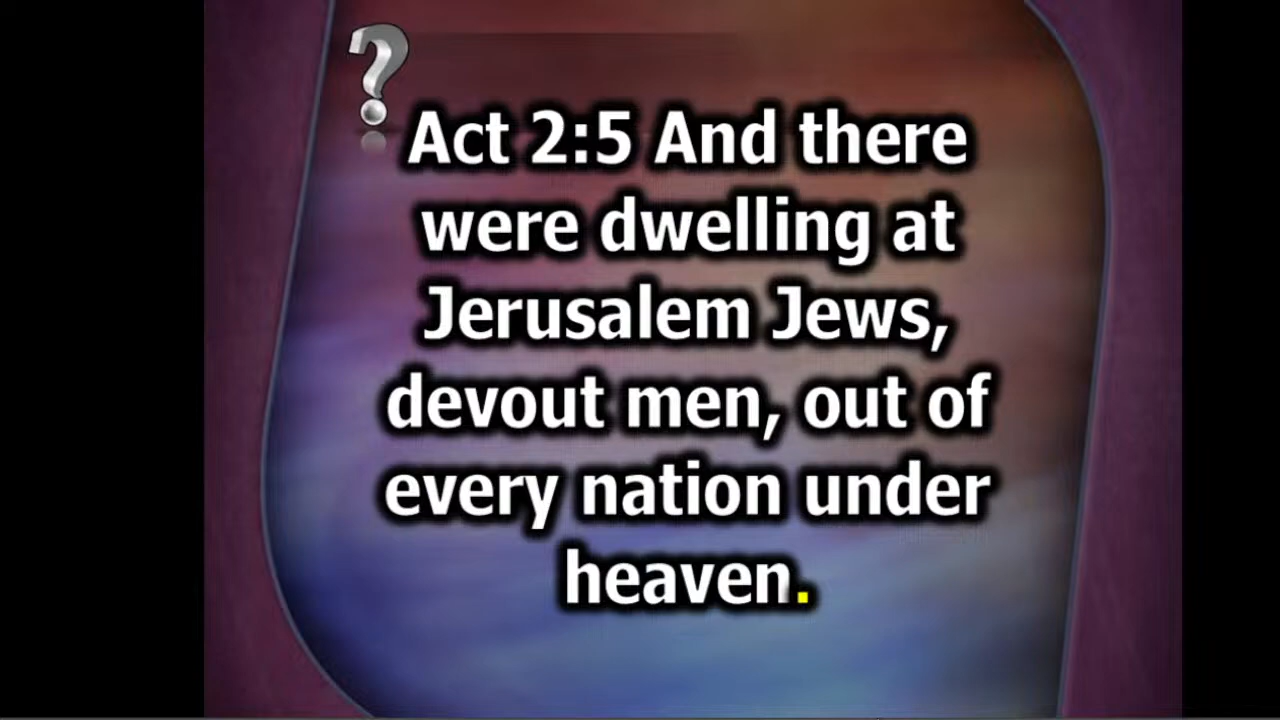 ?
Act 2:5 And there
were dwelling at
Jerusalem Jews,
devout men, out of
every nation under
heaven.